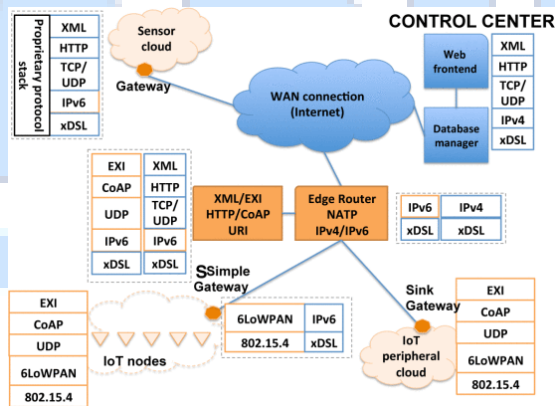 Proprietary protocol
stack
XML
HTTP
TCP/
UDP
IPv6
xDSL
Sensor
cloud
Gateway
WAN connection
(Internet)
CONTROL CENTER
Web
frontend
Database
manager
XML
HTTP
TCP/
UDP
IPv4
xDSL
EXI
CoAP
UDP
IPv6
xDSL
XML
HTTP
TCP/
UDP
IPv6
xDSL
XML/EXI
HTTP/CoAP
URI
Edge Router
NATP
IPv4/IPv6
IPv6 IPv4
xDSL xDSL
SSimple
Gateway
6LoWPAN IPv6
802.15.4 xDSL
Sink
Gateway
IoT
peripheral
cloud
EXI
CoAP
UDP
6LoWPAN
802.15.4
IoT nodes
EXI
CoAP
UDP
6LoWPAN
802.15.4